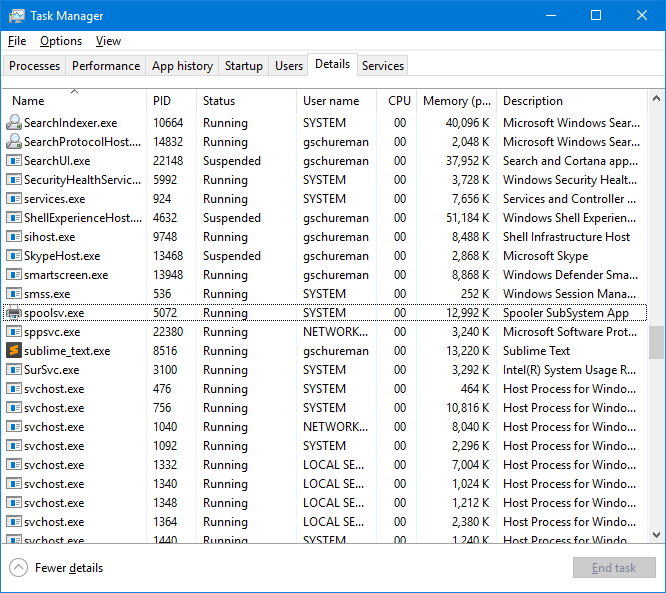 Task Manager
File Options View
Processes Performance App history Startup Users Details Services
Name PID Status User name CPU Memory (p... Description
SearchIndexer.exe 10664 Running SYSTEM 00 40,096 K Microsoft Windows Sear...
SearchProtocolHost.... 14832 Running gschureman 00 2,048 K Microsoft Windows Sear...
SearchUI.exe 22148 Suspended gschureman 00 37,952 K Search and Cortana app...
SecurityHealthServic... 5992 Running SYSTEM 00 3,728 K Windows Security Healt...
services.exe 924 Running SYSTEM 00 7,656 K Services and Controller ...
ShellExperienceHost.... 4632 Suspended gschureman 00 51,184 K Windows Shell Experien...
sihost.exe 9748 Running gschureman 00 8,488 K Shell Infrastructure Host
SkypeHost.exe 13468 Suspended gschureman 00 2,868 K Microsoft Skype
smartscreen.exe 13948 Running gschureman 00 8,868 K Windows Defender Sma...
smss.exe 536 Running SYSTEM 00 252 K Windows Session Mana...
spoolsv.exe 5072 Running SYSTEM 00 12,992 K Spooler SubSystem App
sppsvc.exe 22380 Running NETWORK... 00 3,240 K Microsoft Software Prot...
sublime_text.exe 8516 Running gschureman 00 13,220 K Sublime Text
SurSvc.exe 3100 Running SYSTEM 00 3,292 K Intel(R) System Usage R...
svchost.exe 476 Running SYSTEM 00 464 K Host Process for Windo...
svchost.exe 756 Running SYSTEM 00 10,816 K Host Process for Windo...
svchost.exe 1040 Running NETWORK... 00 8,040 K Host Process for Windo...
svchost.exe 1092 Running SYSTEM 00 2,296 K Host Process for Windo...
svchost.exe 1332 Running LOCAL SE... 00 7,004 K Host Process for Windo...
svchost.exe 1340 Running LOCAL SE... 00 1,024 K Host Process for Windo...
svchost.exe 1348 Running LOCAL SE... 00 1,212 K Host Process for Windo...
svchost.exe 1364 Running LOCAL SE... 00 2,380 K Host Process for Windo...
svchost.exe 1440 Running SYSTEM 00 1,240 K Host Process for Windo...
Fewer details End task